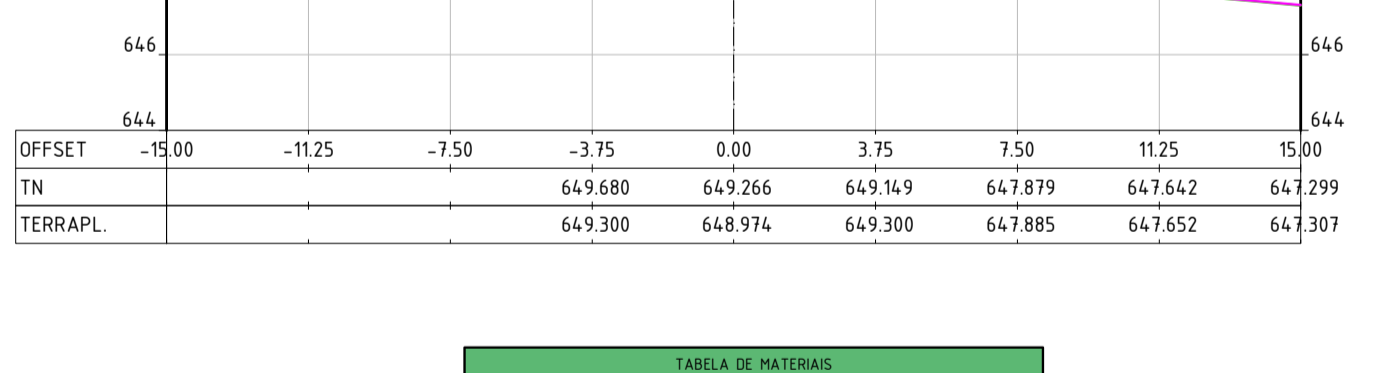 646 646
644 644
OFFSET -15.00 -11.25 -7.50 -3.75 0.00 3.75 7.50 11.25 15.00
TN 649.680 649.266 649.149 647.879 647.642 647.299
TERRAPL. 649.300 648.974 649.300 647.885 647.652 647.307
TABELA DE MATERIAIS